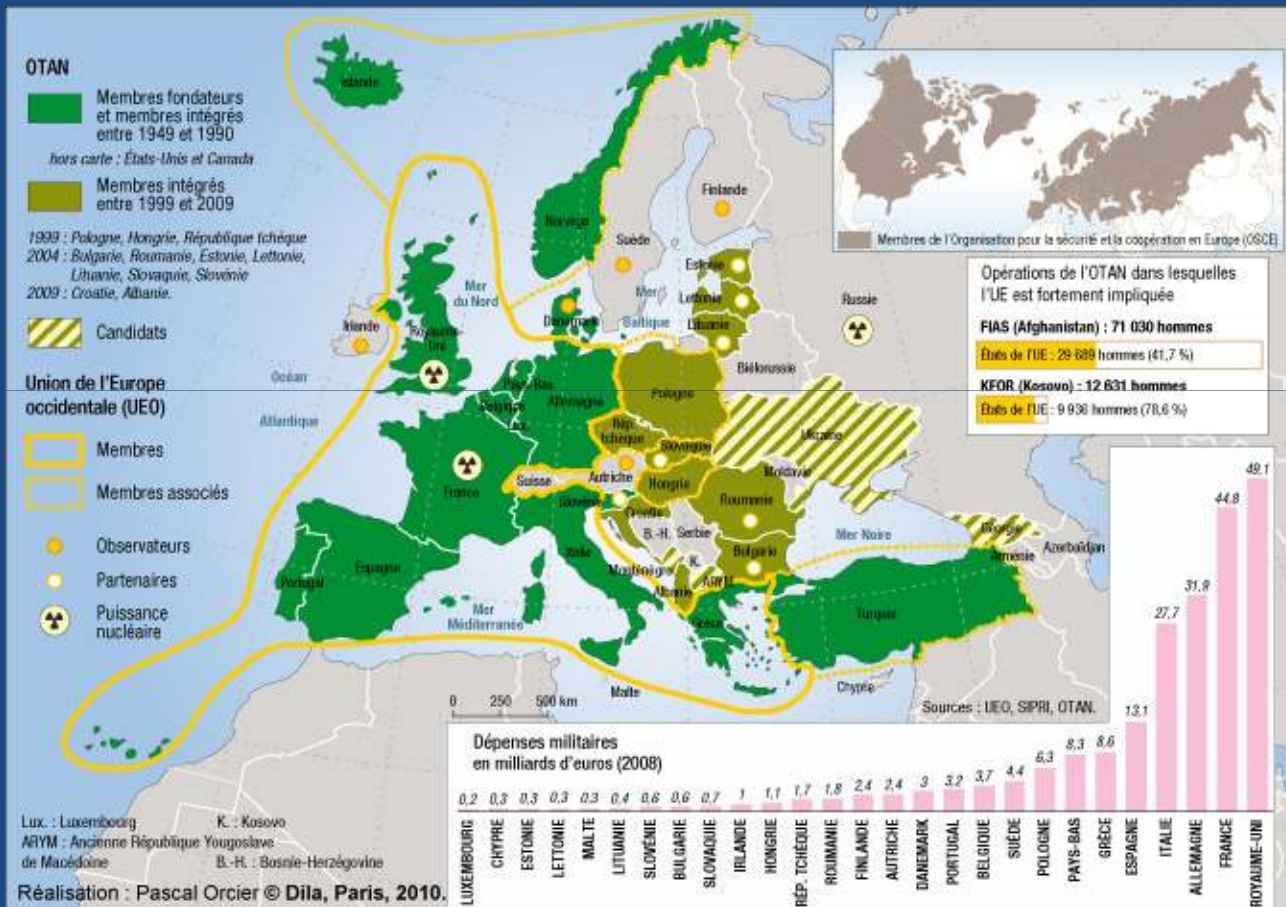 OTAN
Membres fondateurs
et membres intégrés
entre 1949 et 1990
hors carte : États-Unis et Canada
Membres intégrés
entre 1999 et 2009
1999 : Pologne, Hongrie, République tchèque
2004 : Bulgarie, Roumanie, Estonie, Lettonie,
Lituanie, Slovaquie, Slovénie
2009 : Croatie, Albanie.
Candidats
Union de l'Europe
occidentale (UEO)
Membres
Membres associés
Observateurs
Partenaires
Puissance
nucléaire
Lux. : Luxembourg
K. : Kosovo
ARYM : Ancienne République Yougoslave
de Macédoine
B.-H. : Bosnie-Herzégovine
Réalisation : Pascal Orcier © Dila, Paris, 2010.
Islande
Norvège
Suède
Finlande
Estonie
Lettonie
Lituanie
Russie
Mer
du Nord
Mer
Baltique
Danemark
Irlande
Royaume-
Uni
Océan
Atlantique
Pays-Bas
Belgique
Lux.
Allemagne
Pologne
Biélorussie
Ukraine
Rép.
tchèque
Slovaquie
Autriche
Suisse
France
Hongrie
Moldavie
Roumanie
Slovénie
Croatie
B.-H.
Serbie
Italie
Monténégro
K.
Bulgarie
ARYM
Albanie
Mer Noire
Géorgie
Arménie
Azerbaïdjan
Portugal
Espagne
Mer
Méditerranée
Grèce
Turquie
Malte
Chypre
0 250 500 km
Membres de l'Organisation pour la sécurité et la coopération en Europe (OSCE)
Opérations de l'OTAN dans lesquelles
l'UE est fortement impliquée
FIAS (Afghanistan) : 71 030 hommes
États de l'UE : 29 689 hommes (41,7 %)
KFOR (Kosovo) : 12 631 hommes
États de l'UE : 9 936 hommes (78,6 %)
Sources : UEO, SIPRI, OTAN.
Dépenses militaires
en milliards d'euros (2008)
0,2 0,3 0,3 0,3 0,3 0,4 0,6 0,6 0,7 1 1,1 1,7 1,8 2,4 2,4 3 3,2 3,7 4,4 6,3 8,3 8,6 13,1 27,7 31,9 44,8 49,1
LUXEMBOURG
CHYPRE
ESTONIE
LETTONIE
MALTE
LITUANIE
SLOVÉNIE
BULGARIE
SLOVAQUIE
IRLANDE
HONGRIE
RÉP. TCHÈQUE
ROUMANIE
FINLANDE
AUTRICHE
DANEMARK
PORTUGAL
BELGIQUE
SUÈDE
POLOGNE
PAYS-BAS
GRÈCE
ESPAGNE
ITALIE
ALLEMAGNE
FRANCE
ROYAUME-UNI